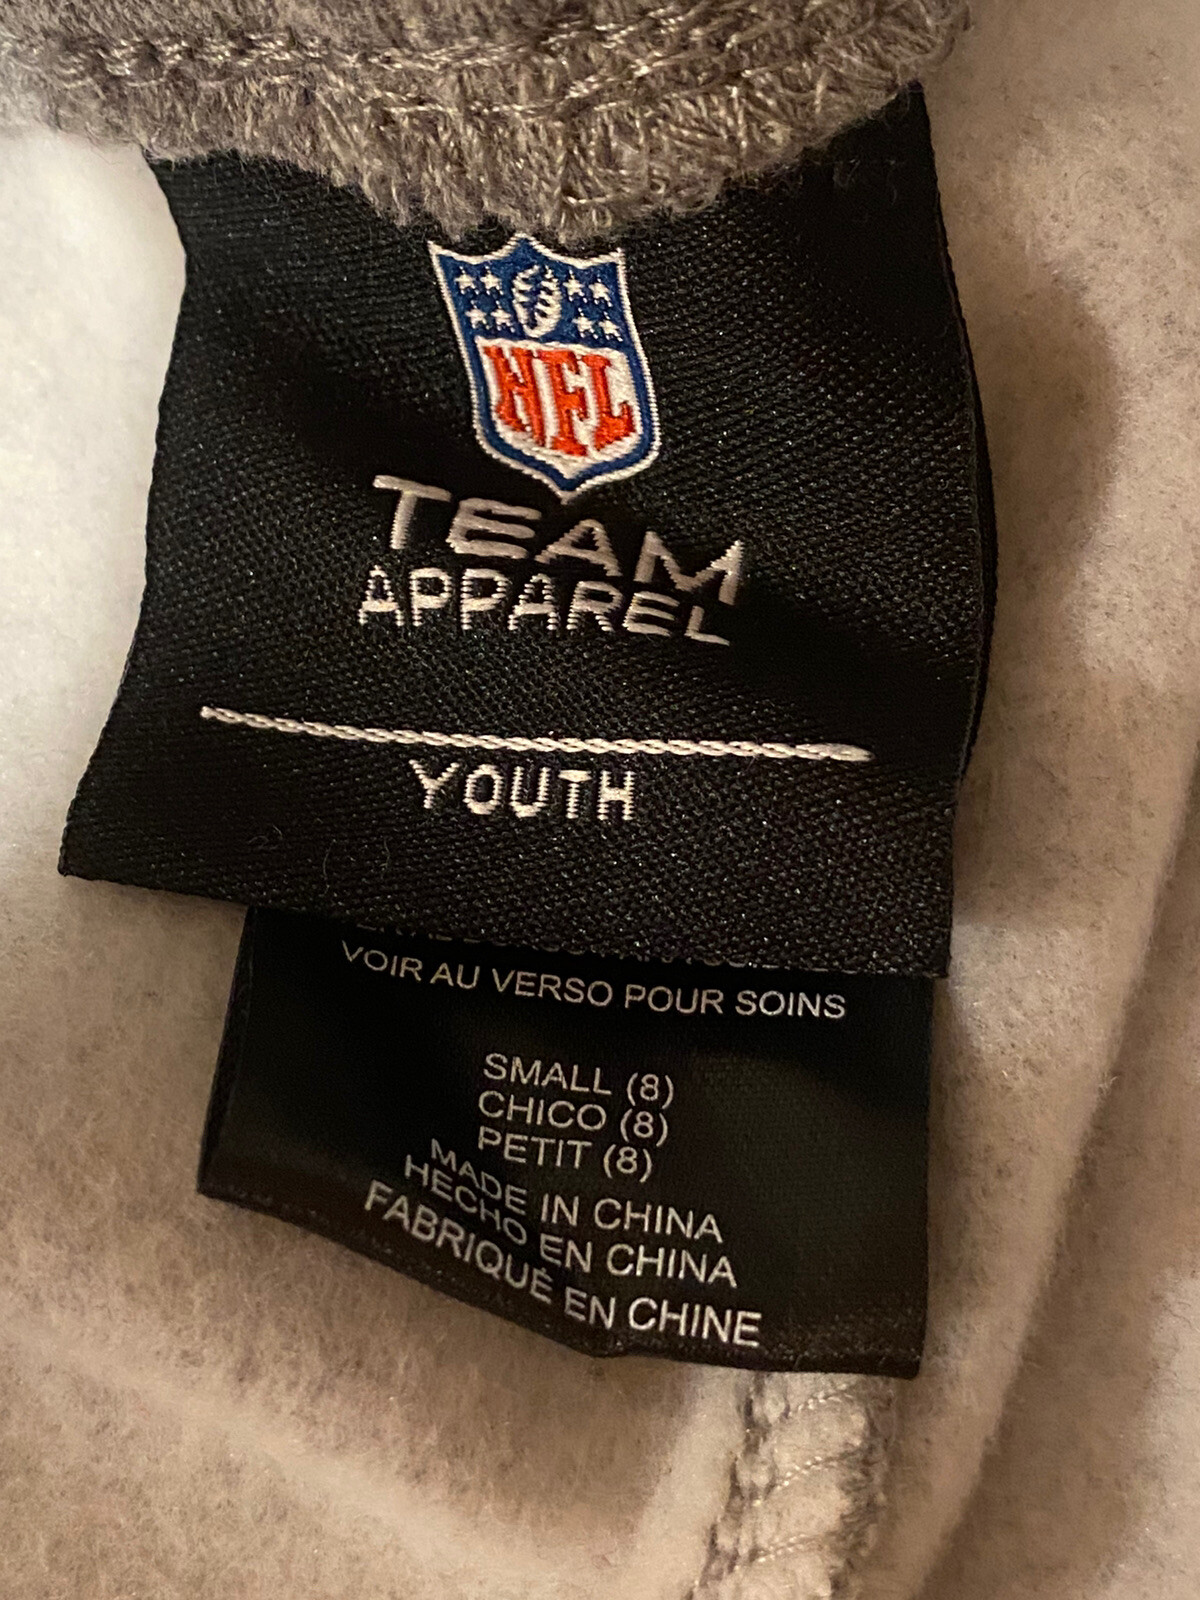 NFL
TEAM
APPAREL
YOUTH
VOIR AU VERSO POUR SOINS
SMALL (8)
CHICO (8)
PETIT (8)
MADE IN CHINA
HECHO EN CHINA
FABRIQUÉ EN CHINE